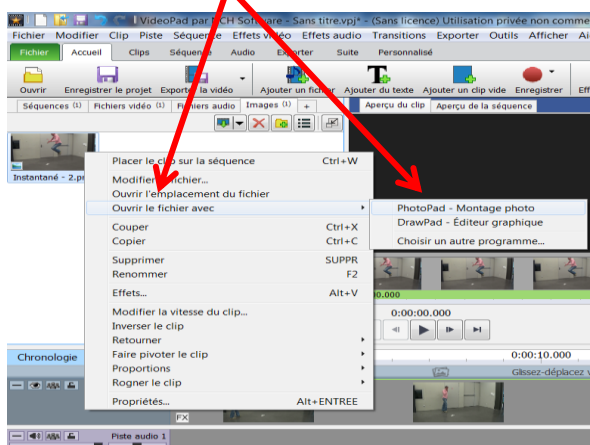 VideoPad par NCH Software - Sans titre.vpj* - (Sans licence) Utilisation privée non comme
Fichier Modifier Clip Piste Séquence Effets vidéo Effets audio Transitions Exporter Outils Afficher Ai
Fichier Accueil Clips Séquence Audio Exporter Suite Personnalisé
Ouvrir Enregistrer le projet Exporter la vidéo Ajouter un fichier Ajouter du texte Ajouter un clip vide Enregistrer Eff
Séquences (1) Fichiers vidéo (1) Fichiers audio Images (1) + Aperçu du clip Aperçu de la séquence
Instantané - 2.p
Placer le clip sur la séquence Ctrl+W
Modifier fichier...
Ouvrir l'emplacement du fichier
Ouvrir le fichier avec
PhotoPad - Montage photo
DrawPad - Éditeur graphique
Choisir un autre programme...
Couper Ctrl+X
Copier Ctrl+C
Supprimer SUPPR
Renommer F2
Effets... Alt+V
0.000
Modifier la vitesse du clip...
0:00:00.000
Inverser le clip
Retourner
Faire pivoter le clip
Proportions
Rogner le clip
Propriétés... Alt+ENTREE
Chronologie
0:00:10.000
Glissez-déplacez v
FX
Piste audio 1